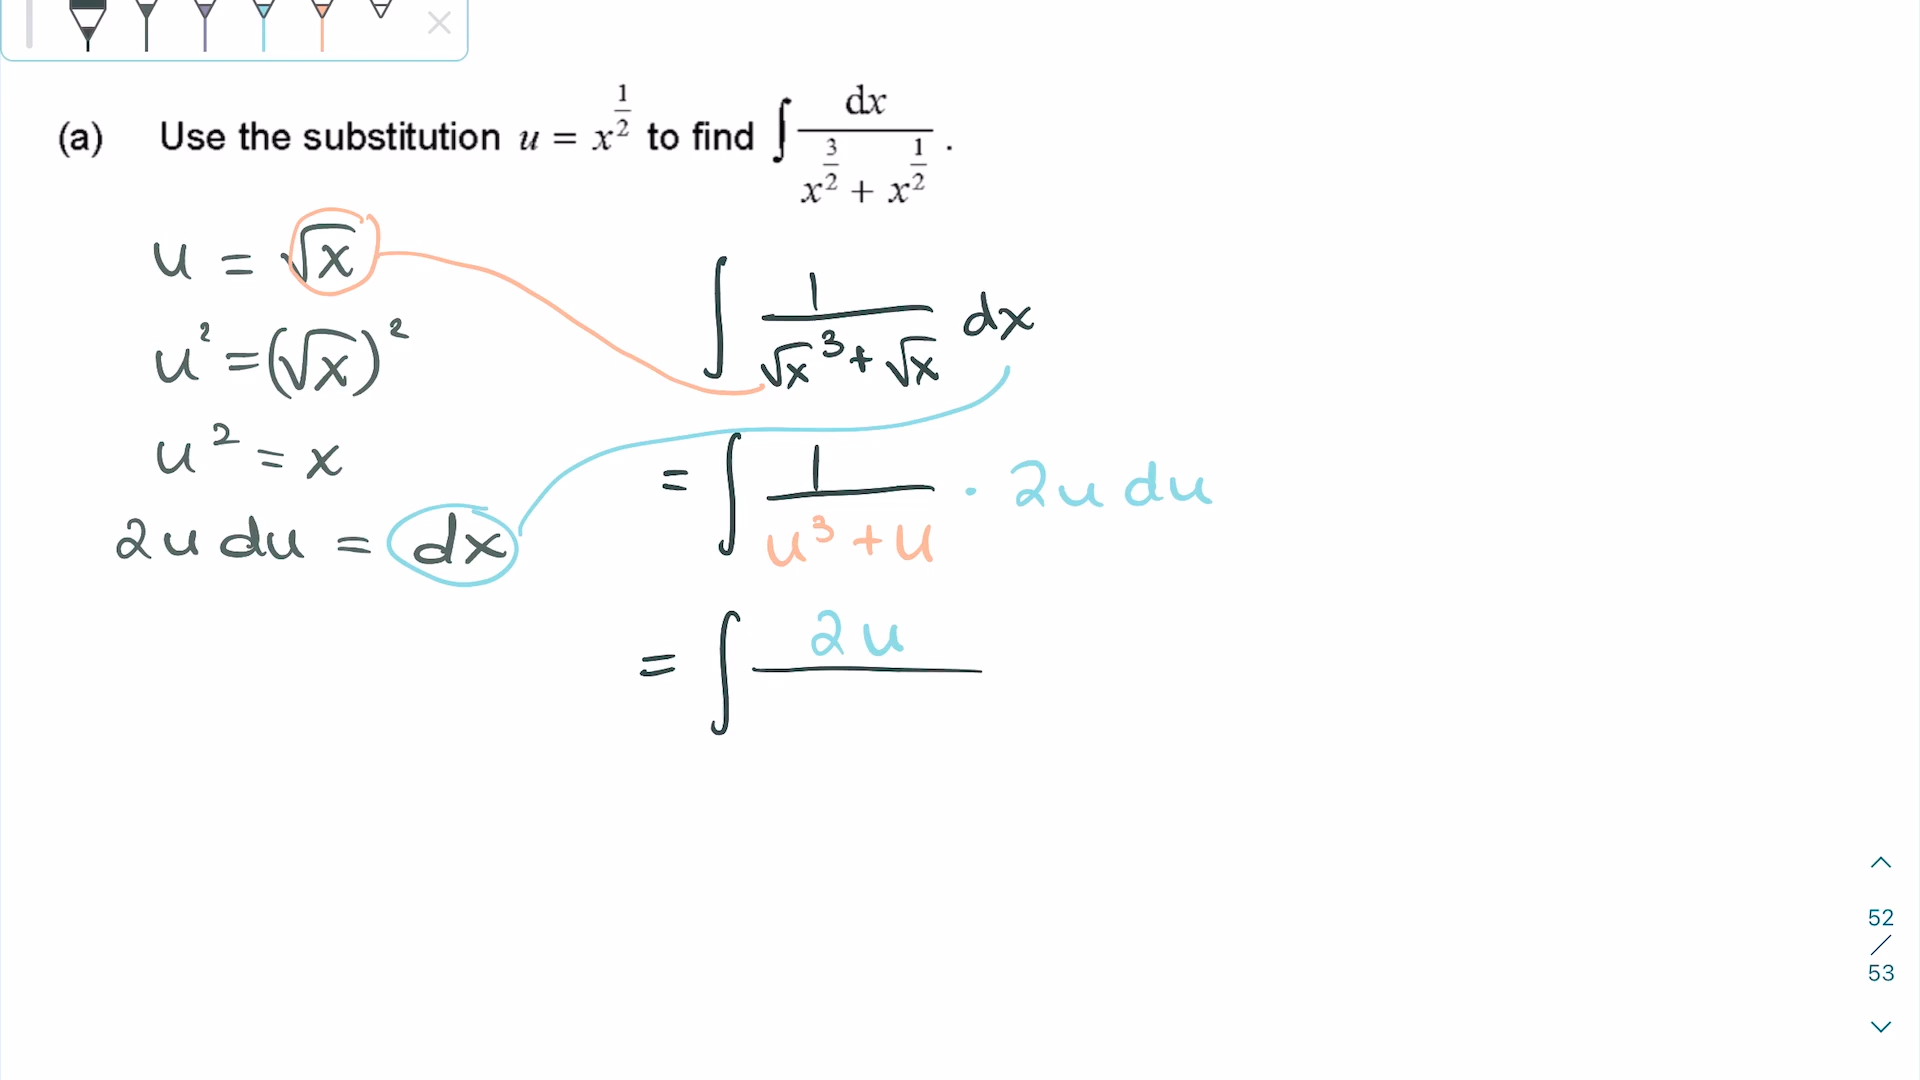 (a) Use the substitution u = x^{1/2} to find ∫ dx / (x^{3/2} + x^{1/2}) .
u = √x
u² = (√x)²
u² = x
2u du = dx
∫ 1 / (√x³ + √x) dx
= ∫ 1 / (u³ + u) · 2u du
= ∫ 2u /
52
/
53